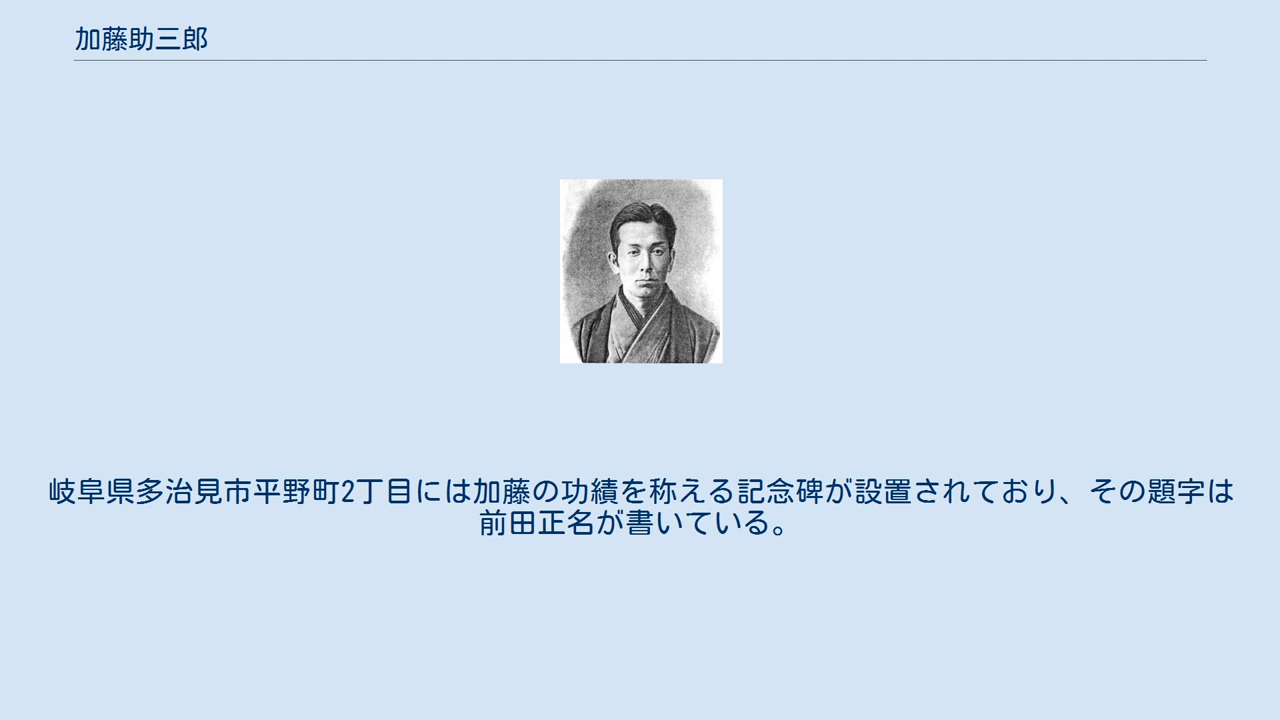 加藤助三郎
岐阜県多治見市平野町2丁目には加藤の功績を称える記念碑が設置されており、その題字は
前田正名が書いている。